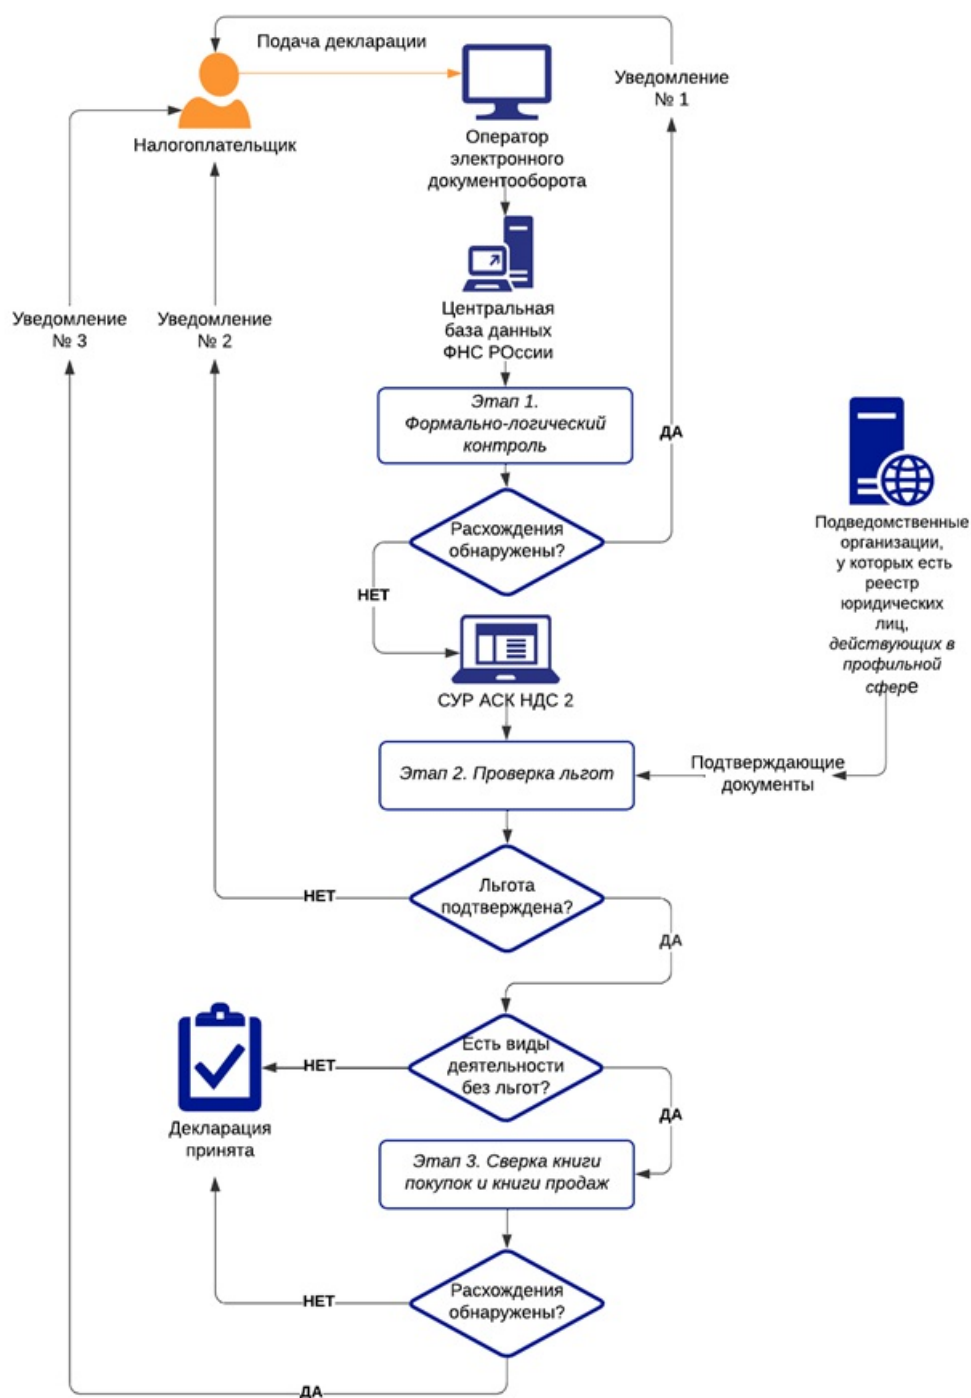 Подача декларации
Налогоплательщик
Оператор
электронного
документооборота
Уведомление
№ 1
Центральная
база данных
ФНС РОссии
Уведомление
№ 3
Уведомление
№ 2
Этап 1.
Формально-логический
контроль
ДА
Расхождения
обнаружены?
НЕТ
Подведомственные
организации,
у которых есть
реестр
юридических
лиц,
действующих в
профильной
сфере
СУР АСК НДС 2
Этап 2. Проверка льгот
Подтверждающие
документы
Льгота
подтверждена?
НЕТ
ДА
Есть виды
деятельности
без льгот?
НЕТ
ДА
Декларация
принята
Этап 3. Сверка книги
покупок и книги продаж
Расхождения
обнаружены?
НЕТ
ДА